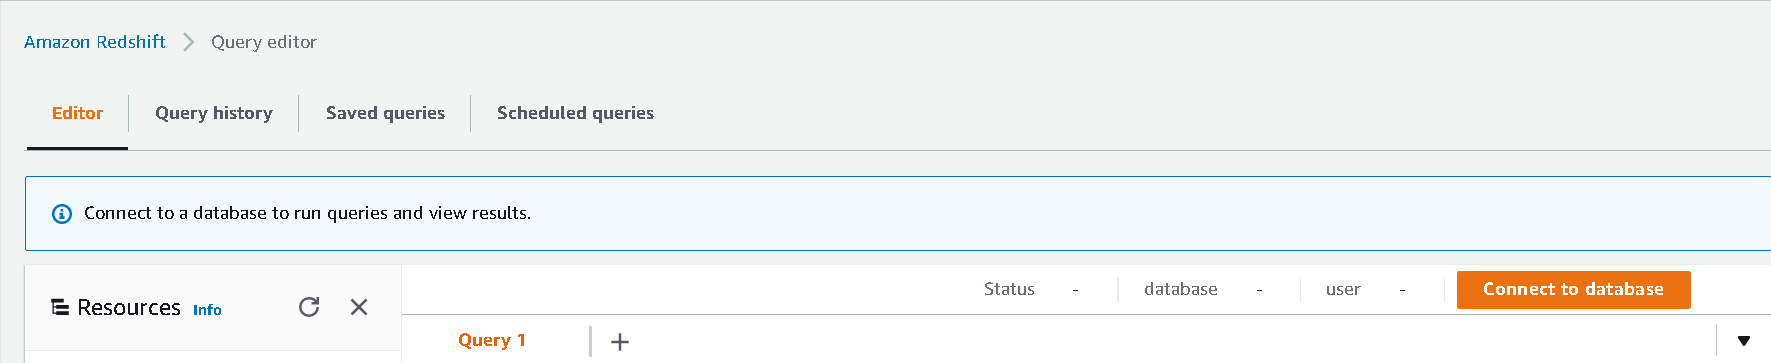 Amazon Redshift > Query editor
Editor Query history Saved queries Scheduled queries
Connect to a database to run queries and view results.
Resources Info
Status - database - user - Connect to database
Query 1 +